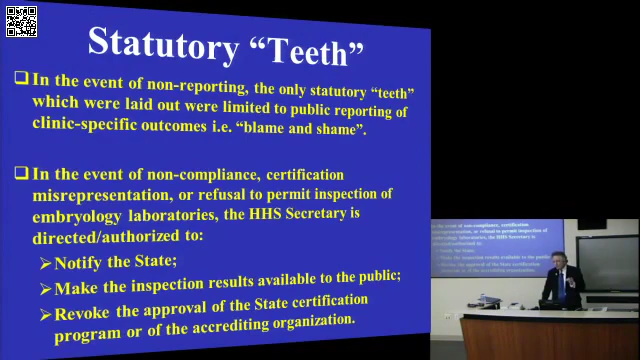 Statutory “Teeth”
In the event of non-reporting, the only statutory “teeth”
which were laid out were limited to public reporting of
clinic-specific outcomes i.e. “blame and shame”.
In the event of non-compliance, certification
misrepresentation, or refusal to permit inspection of
embryology laboratories, the HHS Secretary is
directed/authorized to:
Notify the State;
Make the inspection results available to the public;
Revoke the approval of the State certification
program or of the accrediting organization.